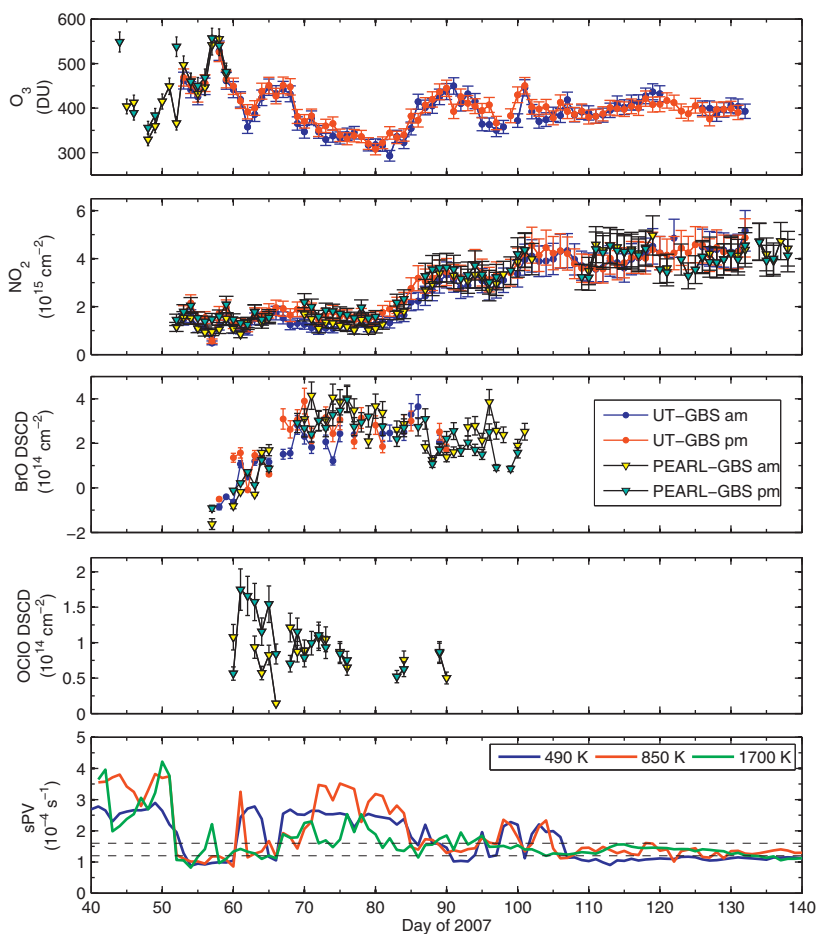 600
500
400
300
O3
(DU)
6
4
2
0
NO2
(10^15 cm^−2)
4
2
0
−2
BrO DSCD
(10^14 cm^−2)
UT−GBS am
UT−GBS pm
PEARL−GBS am
PEARL−GBS pm
2
1.5
1
0.5
0
OClO DSCD
(10^14 cm^−2)
5
4
3
2
1
0
sPV
(10^−4 s^−1)
490 K 850 K 1700 K
40 50 60 70 80 90 100 110 120 130 140
Day of 2007